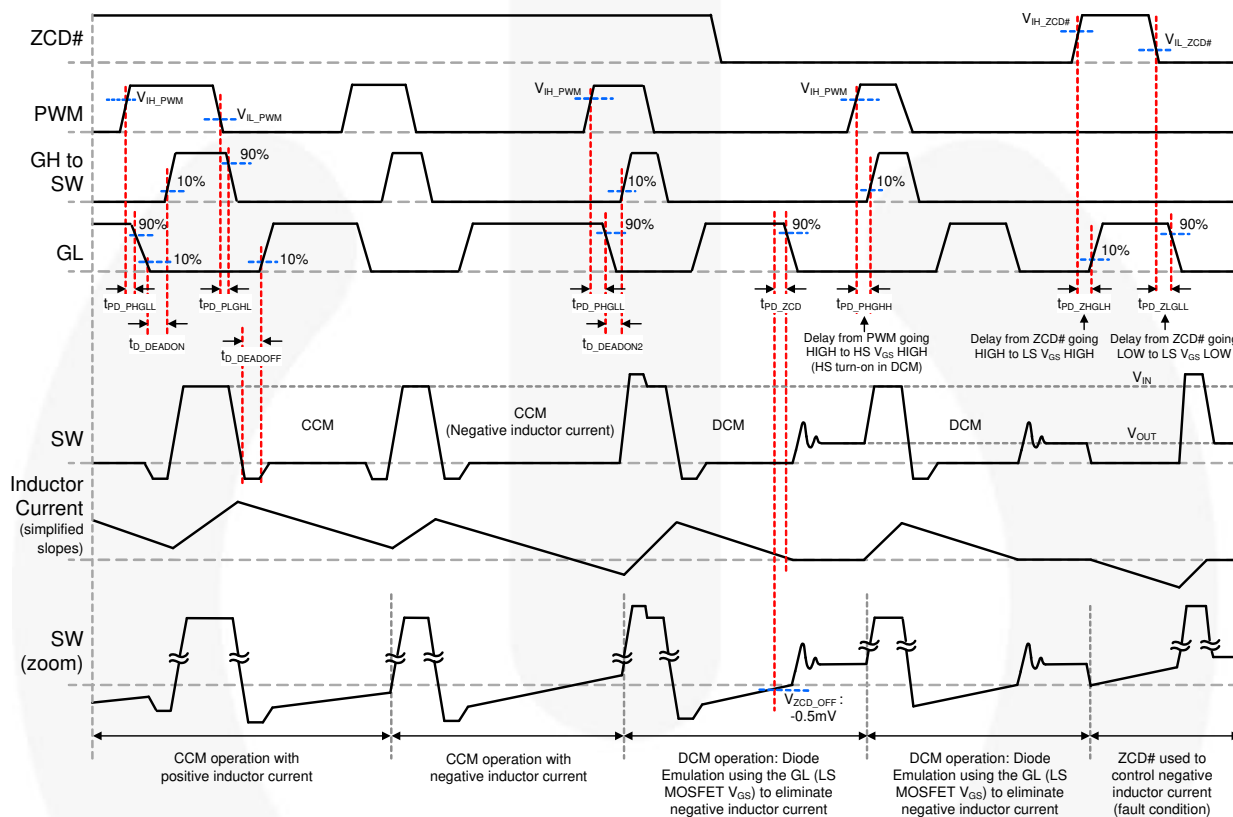 ZCD#
V_IH_ZCD#
V_IL_ZCD#
PWM
V_IH_PWM
V_IL_PWM
V_IH_PWM
V_IH_PWM
GH to
SW
10%
90%
10%
10%
GL
90%
10%
10%
90%
90%
10%
90%
t_PD_PHGLL
t_PD_PLGHL
t_PD_PHGLL
t_PD_ZCD
t_PD_PHGHH
t_PD_ZHGLH
t_PD_ZLGLL
t_D_DEADON
t_D_DEADOFF
t_D_DEADON2
Delay from PWM going
HIGH to HS V_GS HIGH
(HS turn-on in DCM)
Delay from ZCD# going
HIGH to LS V_GS HIGH
Delay from ZCD# going
LOW to LS V_GS LOW
SW
CCM
CCM
(Negative inductor current)
DCM
DCM
V_IN
V_OUT
Inductor
Current
(simplified
slopes)
SW
(zoom)
V_ZCD_OFF :
-0.5mV
CCM operation with
positive inductor current
CCM operation with
negative inductor current
DCM operation: Diode
Emulation using the GL (LS
MOSFET V_GS) to eliminate
negative inductor current
DCM operation: Diode
Emulation using the GL (LS
MOSFET V_GS) to eliminate
negative inductor current
ZCD# used to
control negative
inductor current
(fault condition)